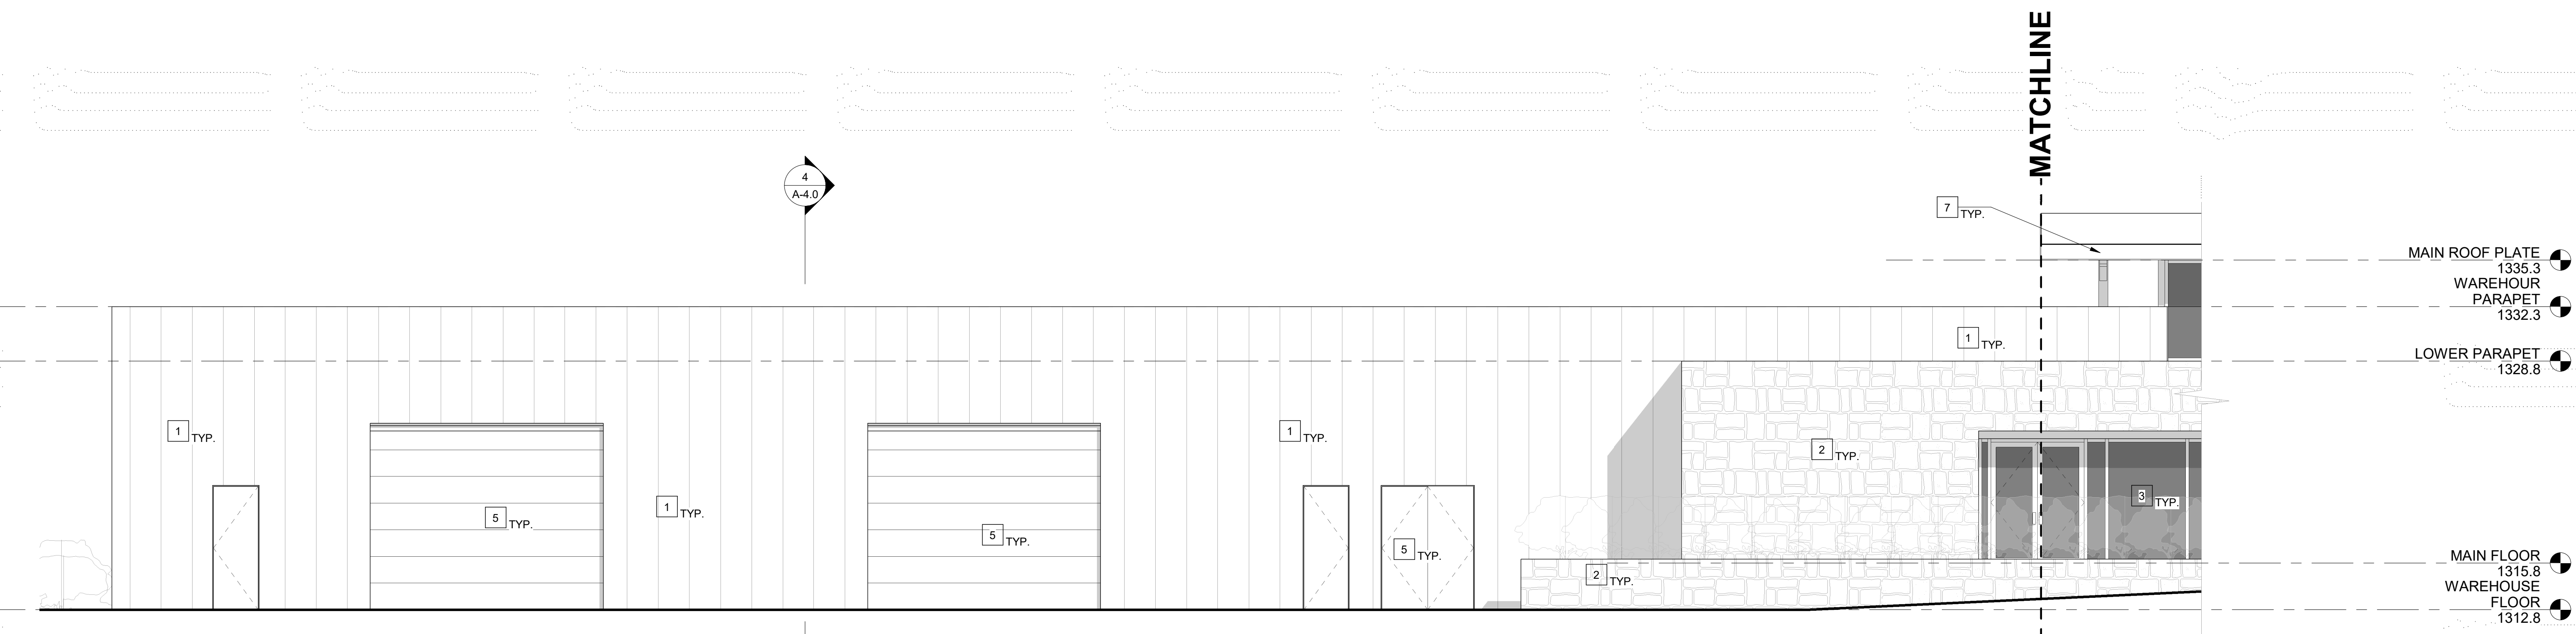 MATCHLINE
4
A-4.0
7 TYP.
MAIN ROOF PLATE
1335.3
WAREHOUR
PARAPET
1332.3
1 TYP.
LOWER PARAPET
1328.8
1 TYP.
1 TYP.
2 TYP.
3 TYP.
1 TYP.
5 TYP.
5 TYP.
5 TYP.
2 TYP.
MAIN FLOOR
1315.8
WAREHOUSE
FLOOR
1312.8